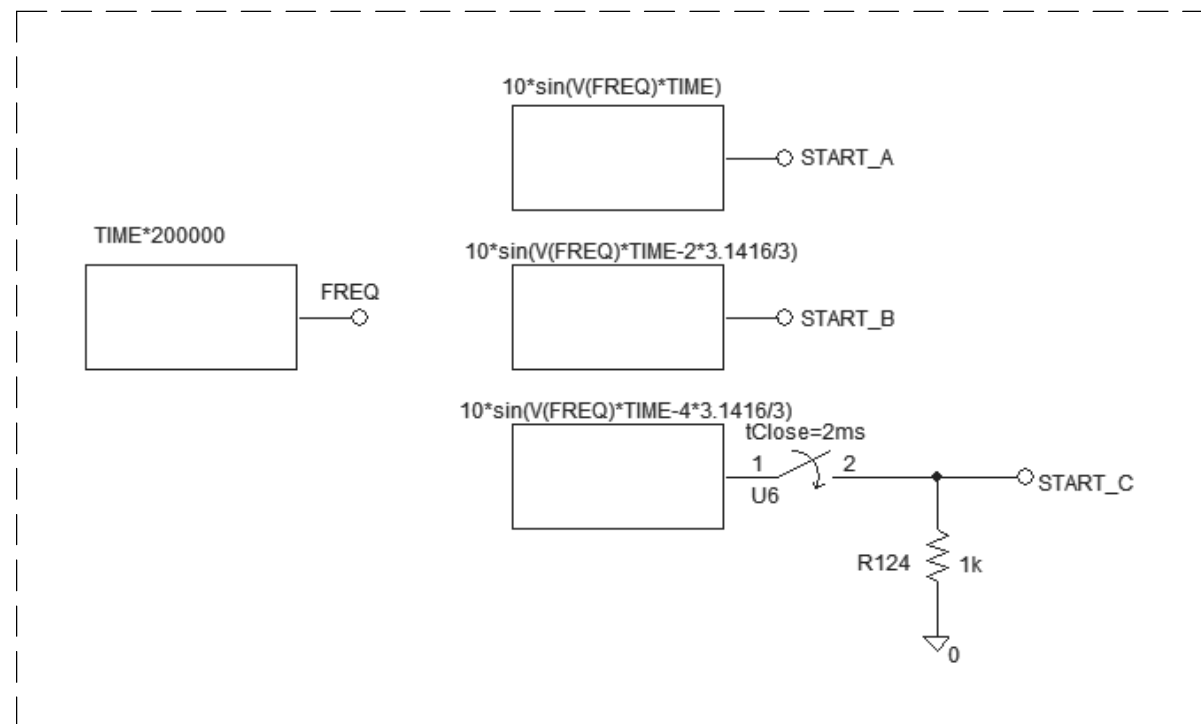 10*sin(V(FREQ)*TIME)
START_A
TIME*200000
FREQ
10*sin(V(FREQ)*TIME-2*3.1416/3)
START_B
10*sin(V(FREQ)*TIME-4*3.1416/3)
tClose=2ms
1 2
U6
START_C
R124 1k
0